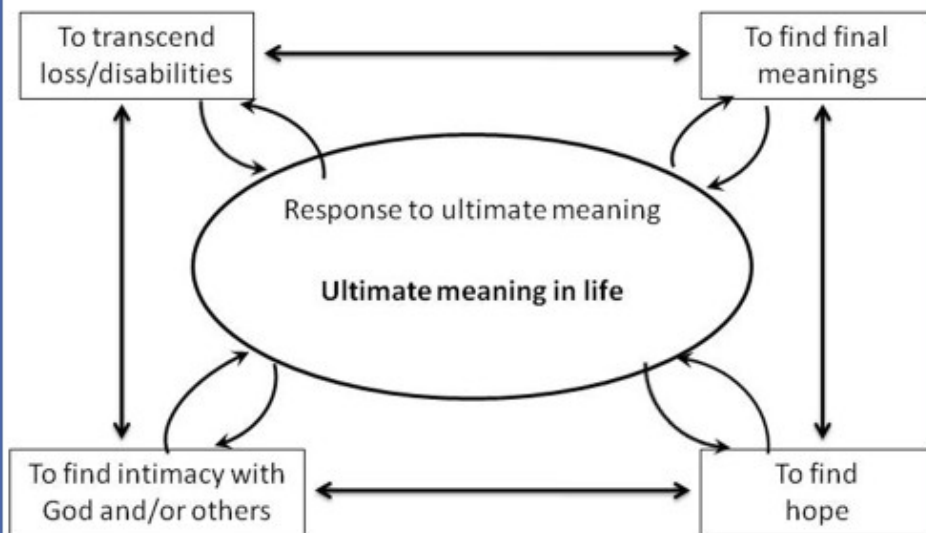 To transcend
loss/disabilities
To find final
meanings
Response to ultimate meaning
Ultimate meaning in life
To find intimacy with
God and/or others
To find
hope